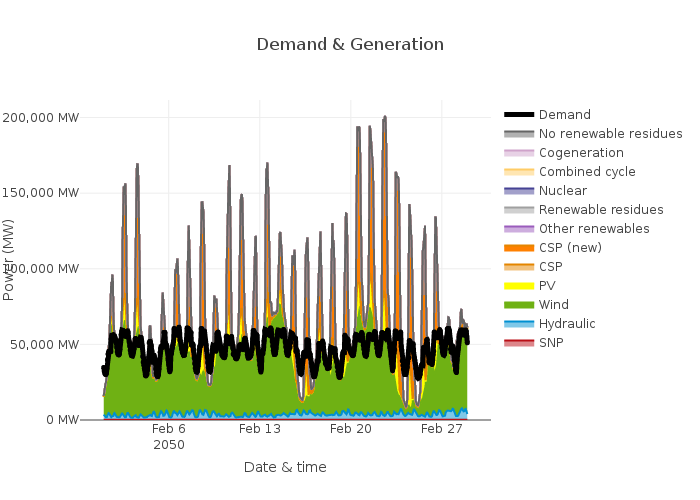 Demand & Generation
200,000 MW
150,000 MW
100,000 MW
50,000 MW
0 MW
Power (MW)
Feb 6
2050
Feb 13
Feb 20
Feb 27
Date & time
Demand
No renewable residues
Cogeneration
Combined cycle
Nuclear
Renewable residues
Other renewables
CSP (new)
CSP
PV
Wind
Hydraulic
SNP